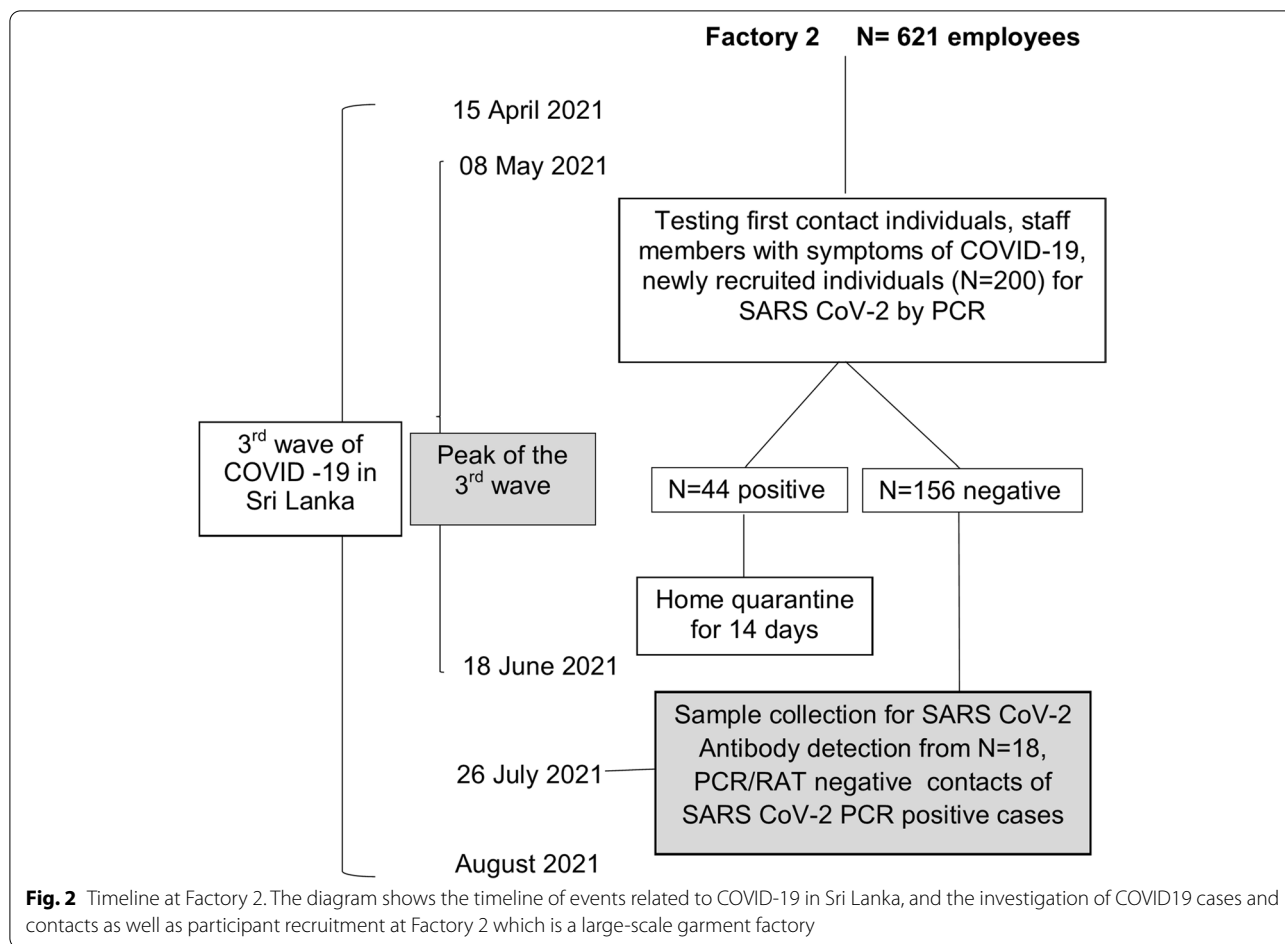 Factory 2 N= 621 employees
15 April 2021
08 May 2021
Testing first contact individuals, staff
members with symptoms of COVID-19,
newly recruited individuals (N=200) for
SARS CoV-2 by PCR
3rd wave of
COVID -19 in
Sri Lanka
Peak of the
3rd wave
N=44 positive
N=156 negative
Home quarantine
for 14 days
18 June 2021
Sample collection for SARS CoV-2
Antibody detection from N=18,
PCR/RAT negative contacts of
SARS CoV-2 PCR positive cases
26 July 2021
August 2021
Fig. 2 Timeline at Factory 2. The diagram shows the timeline of events related to COVID-19 in Sri Lanka, and the investigation of COVID19 cases and
contacts as well as participant recruitment at Factory 2 which is a large-scale garment factory